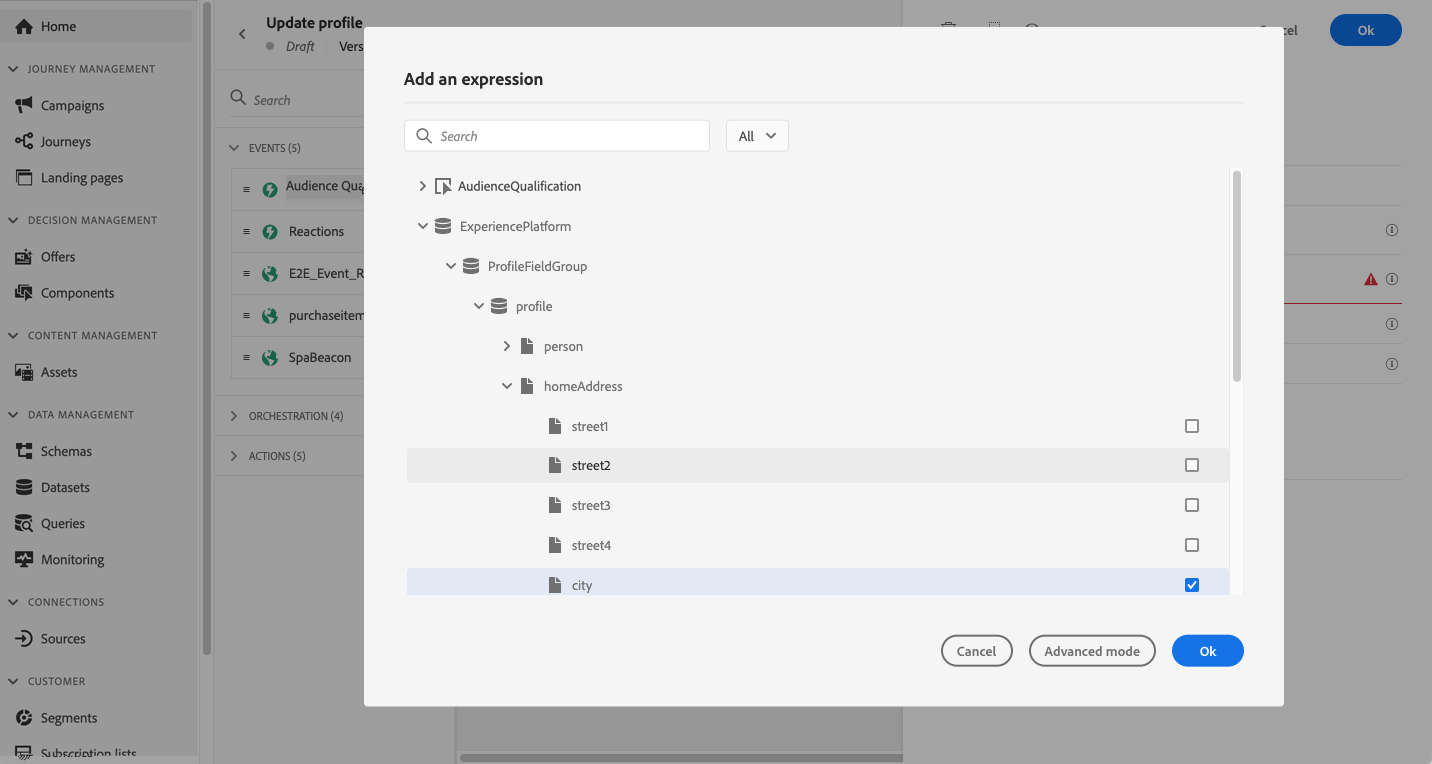 Home
JOURNEY MANAGEMENT
Campaigns
Journeys
Landing pages
DECISION MANAGEMENT
Offers
Components
CONTENT MANAGEMENT
Assets
DATA MANAGEMENT
Schemas
Datasets
Queries
Monitoring
CONNECTIONS
Sources
CUSTOMER
Segments
Subscription lists
Update profile
Draft Vers
Search
EVENTS (5)
Audience Qua
Reactions
E2E_Event_R
purchaseitem
SpaBeacon
ORCHESTRATION (4)
ACTIONS (5)
cel
Ok
Add an expression
Search
All
AudienceQualification
ExperiencePlatform
ProfileFieldGroup
profile
person
homeAddress
street1
street2
street3
street4
city
Cancel
Advanced mode
Ok